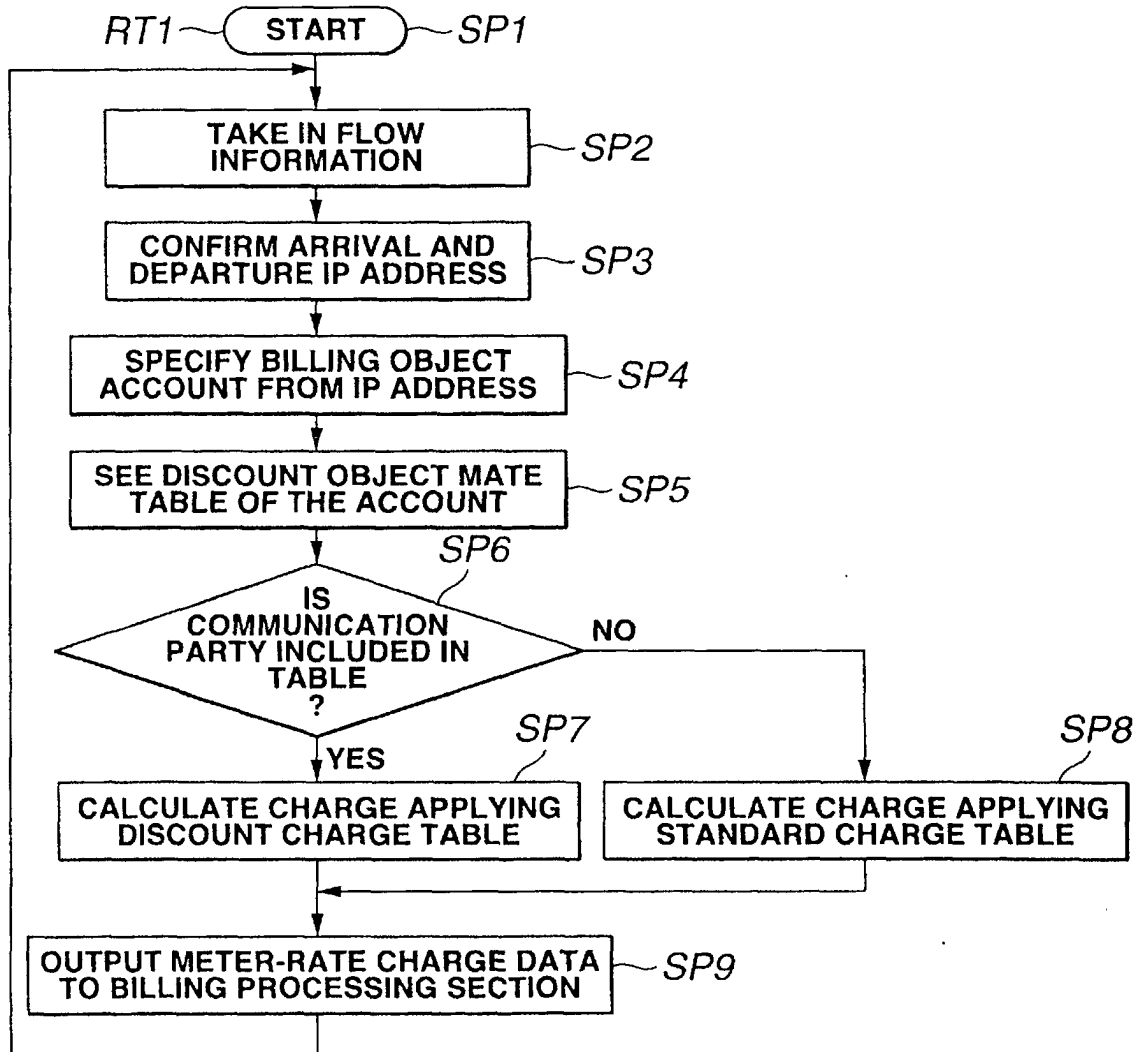 RT1 START SP1
TAKE IN FLOW
INFORMATION
SP2
CONFIRM ARRIVAL AND
DEPARTURE IP ADDRESS
SP3
SPECIFY BILLING OBJECT
ACCOUNT FROM IP ADDRESS
SP4
SEE DISCOUNT OBJECT MATE
TABLE OF THE ACCOUNT
SP5
SP6
IS
COMMUNICATION
PARTY INCLUDED IN
TABLE
?
NO
YES
SP7
CALCULATE CHARGE APPLYING
DISCOUNT CHARGE TABLE
SP8
CALCULATE CHARGE APPLYING
STANDARD CHARGE TABLE
OUTPUT METER-RATE CHARGE DATA
TO BILLING PROCESSING SECTION
SP9